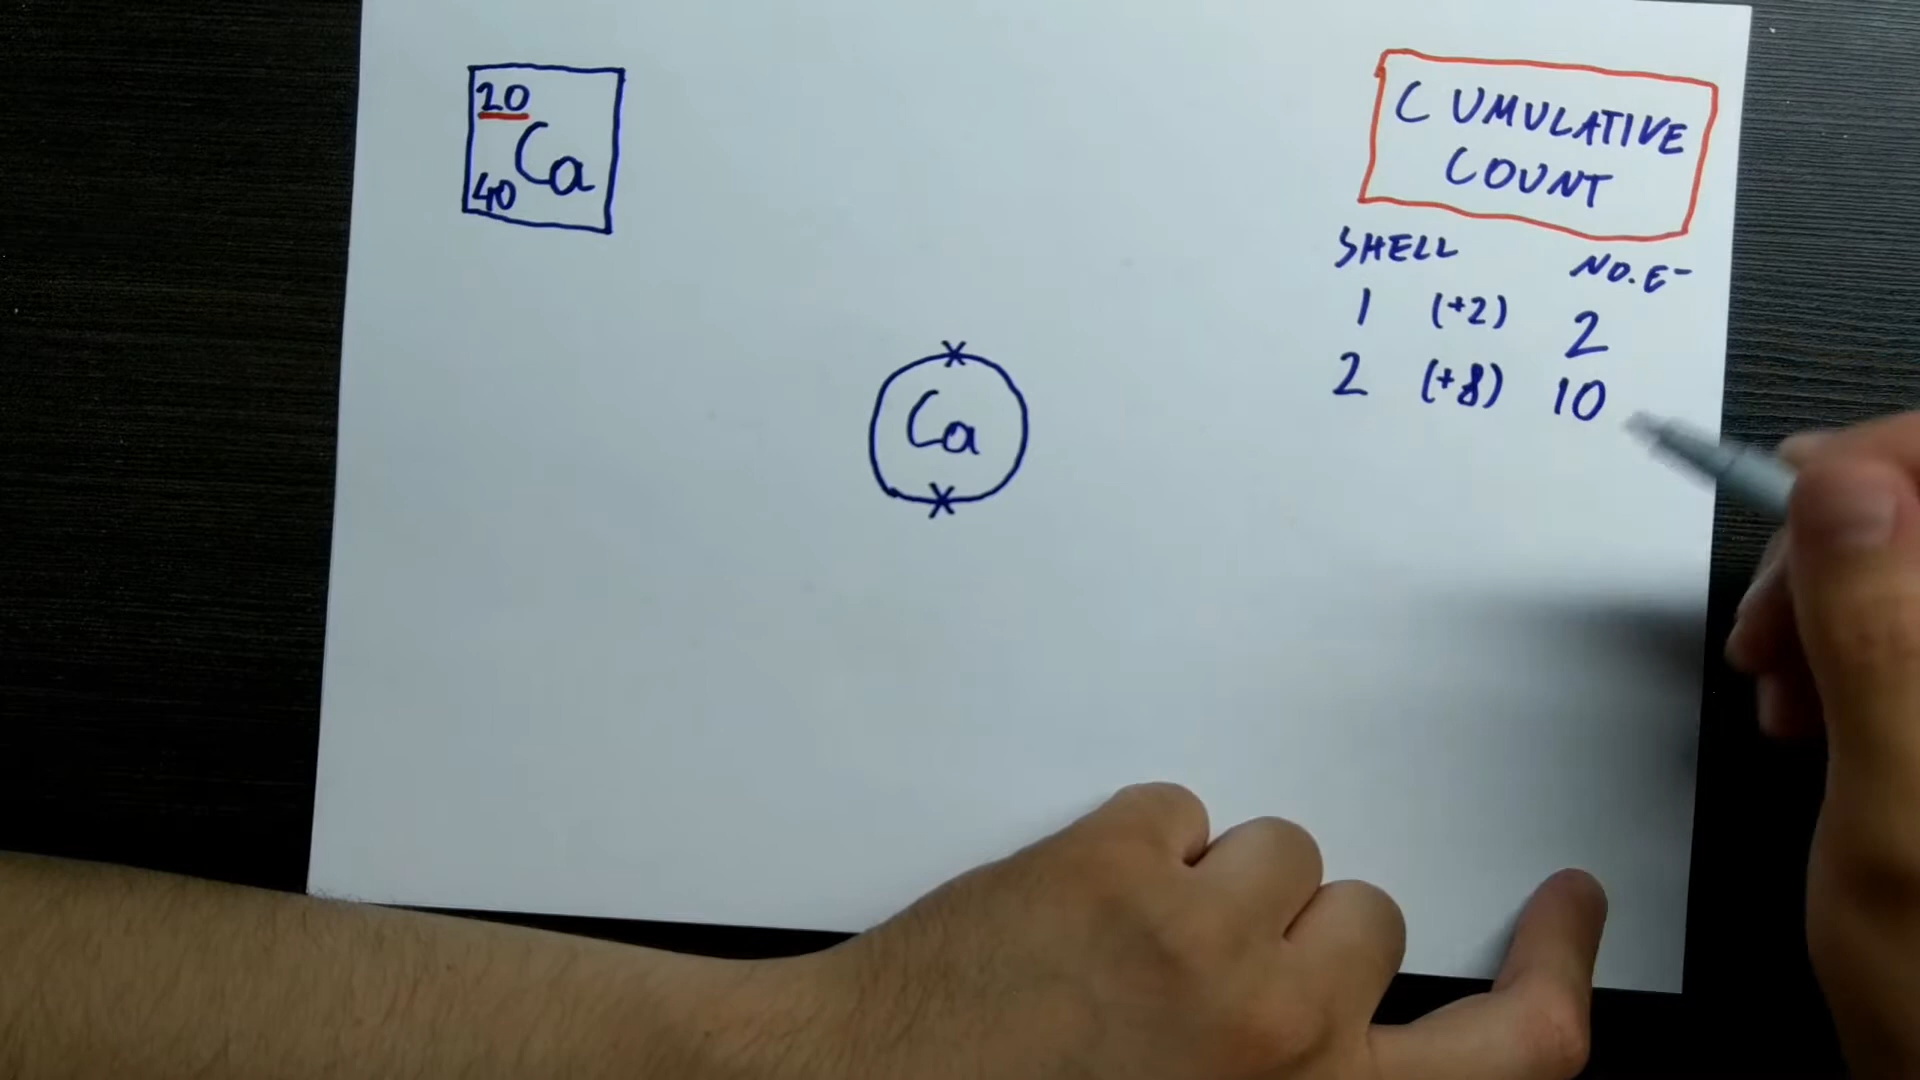 20
Ca
40
CUMULATIVE
COUNT
SHELL NO. E-
1 (+2) 2
2 (+8) 10
x
Ca
x